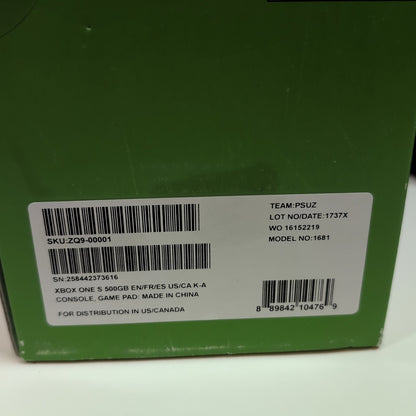 SKU:ZQ9-00001
SN:258442373616
XBOX ONE S 500GB EN/FR/ES US/CA K-A
CONSOLE, GAME PAD: MADE IN CHINA
FOR DISTRIBUTION IN US/CANADA
TEAM:PSUZ
LOT NO/DATE:1737X
WO 16152219
MODEL NO:1681
8 89842 10476 9